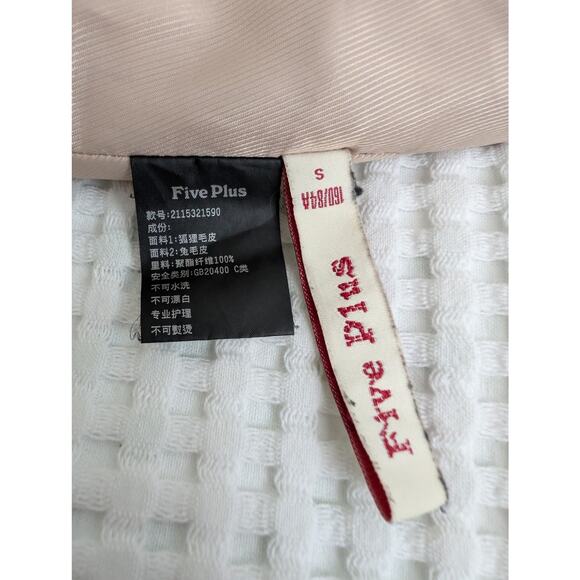 Five Plus
款号:2115321590
成份:
面料1:狐狸毛皮
面料2:兔毛皮
里料:聚酯纤维100%
安全类别:GB20400 C类
不可水洗
不可漂白
专业护理
不可熨烫
S
160/84A
Five plus